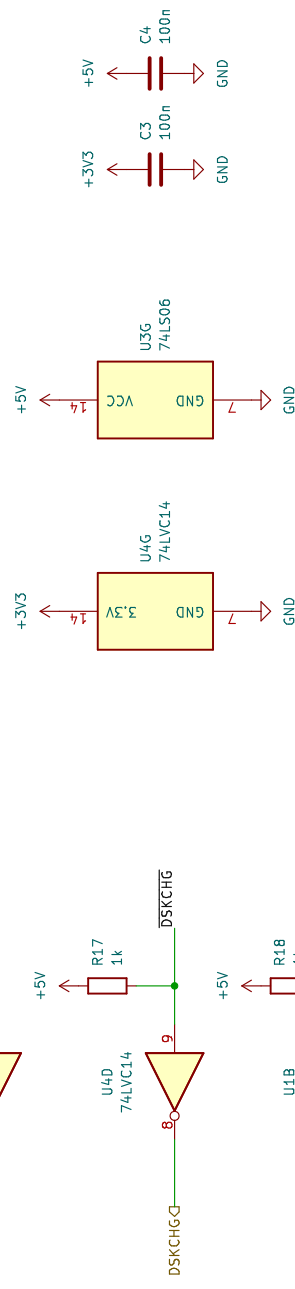 +5V
C4
100n
GND
+3V3
C3
100n
GND
U3G
74LS06
+5V
14
VCC
GND
7
GND
U4G
74LVC14
+3V3
14
3.3V
GND
7
GND
DSKCHG
R17
1k
+5V
R18
+5V
9
U4D
74LVC14
8
U1B
DSKCHG